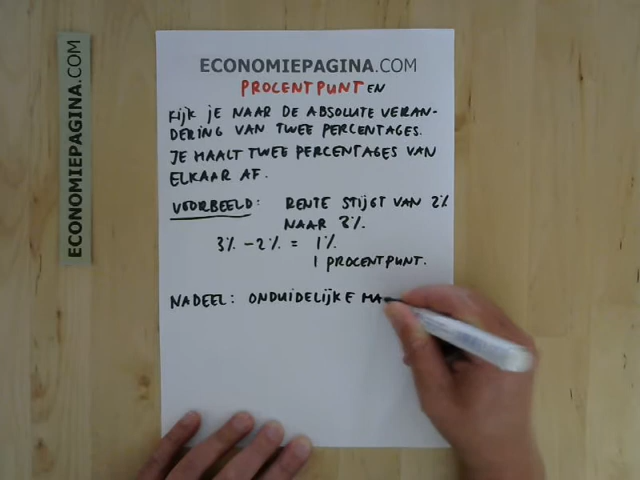 ECONOMIEPAGINA.COM
ECONOMIEPAGINA.COM
PROCENTPUNTEN
KIJK JE NAAR DE ABSOLUTE VERAN-
DERING VAN TWEE PERCENTAGES.
JE HAALT TWEE PERCENTAGES VAN
ELKAAR AF.
VOORBEELD: RENTE STIJGT VAN 2%
NAAR 3%.
3% - 2% = 1%
1 PROCENTPUNT.
NADEEL: ONDUIDELIJKE MA